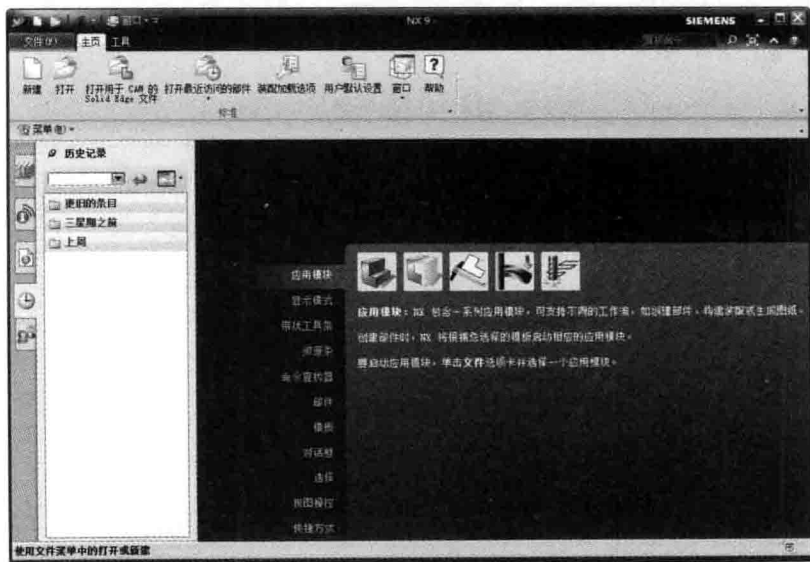 窗口
NX 9
SIEMENS
文件(F) 主页 工具
新建 打开 打开用于 CAM 的 Solid Edge 文件 打开最近访问的部件 装配加载选项 用户默认设置 窗口 帮助
标准
菜单(M)
历史记录
更旧的条目
三星期之前
上周
应用模块
显示模式
带状工具条
资源条
命令查找器
部件
模板
对话框
选择
视图操控
快捷方式
应用模块：NX 包含一系列应用模块，可支持不同的工作流，如创建部件、构建装配或生成图纸。
创建部件时，NX 将根据您选择的模板启动相应的应用模块。
要启动应用模块，单击文件选项卡并选择一个应用模块。
使用文件菜单中的打开或新建